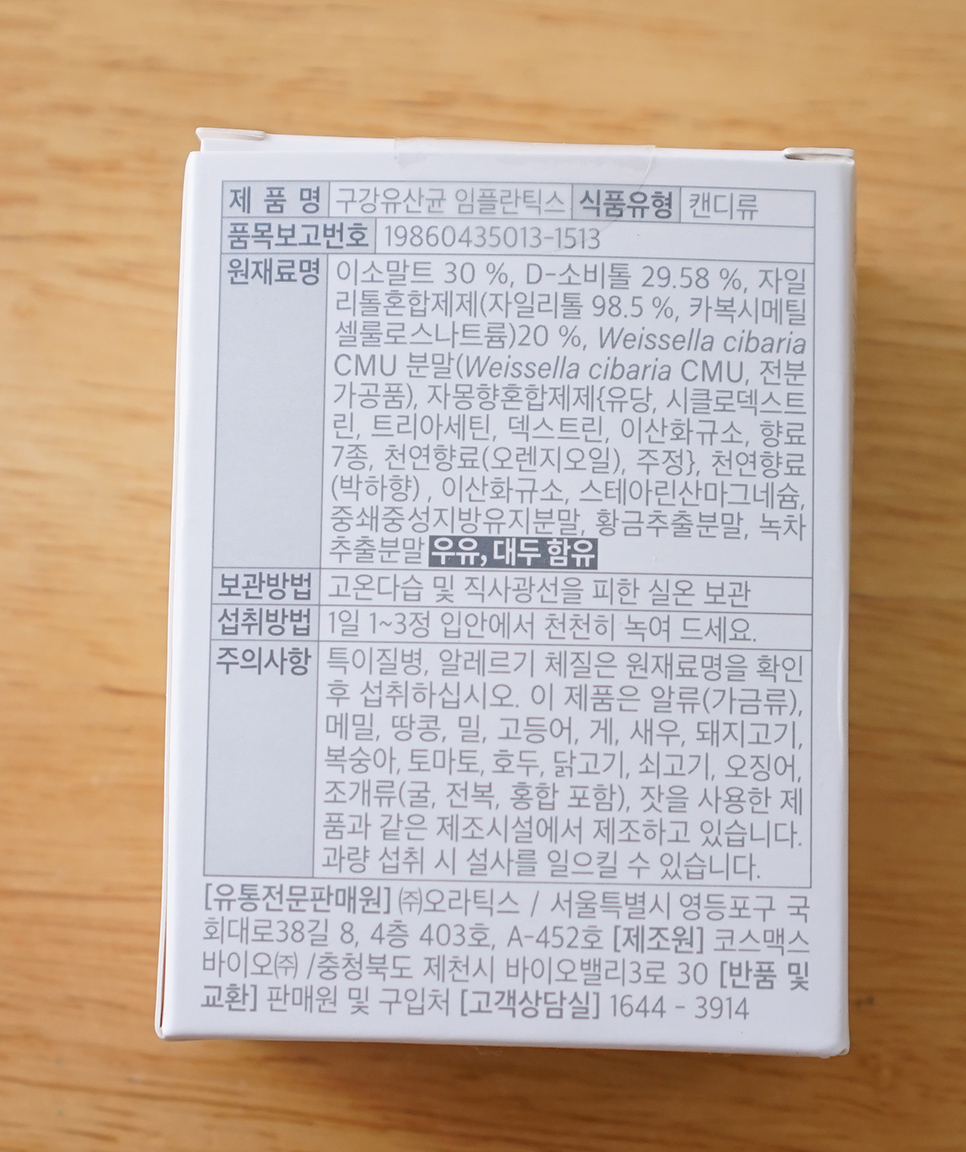 제 품 명 구강유산균 임플란틱스 식품유형 캔디류
품목보고번호 19860435013-1513
원재료명 이소말트 30 %, D-소비톨 29.58 %, 자일
리톨혼합제제(자일리톨 98.5 %, 카복시메틸
셀룰로스나트륨)20 %, Weissella cibaria
CMU 분말(Weissella cibaria CMU, 전분
가공품), 자몽향혼합제제{유당, 시클로덱스트
린, 트리아세틴, 덱스트린, 이산화규소, 향료
7종, 천연향료(오렌지오일), 주정}, 천연향료
(박하향) , 이산화규소, 스테아린산마그네슘,
중쇄중성지방유지분말, 황금추출분말, 녹차
추출분말 우유, 대두 함유
보관방법 고온다습 및 직사광선을 피한 실온 보관
섭취방법 1일 1~3정 입안에서 천천히 녹여 드세요.
주의사항 특이질병, 알레르기 체질은 원재료명을 확인
후 섭취하십시오. 이 제품은 알류(가금류),
메밀, 땅콩, 밀, 고등어, 게, 새우, 돼지고기,
복숭아, 토마토, 호두, 닭고기, 쇠고기, 오징어,
조개류(굴, 전복, 홍합 포함), 잣을 사용한 제
품과 같은 제조시설에서 제조하고 있습니다.
과량 섭취 시 설사를 일으킬 수 있습니다.
[유통전문판매원] ㈜오라틱스 / 서울특별시 영등포구 국
회대로38길 8, 4층 403호, A-452호 [제조원] 코스맥스
바이오㈜ /충청북도 제천시 바이오밸리3로 30 [반품 및
교환] 판매원 및 구입처 [고객상담실] 1644 - 3914